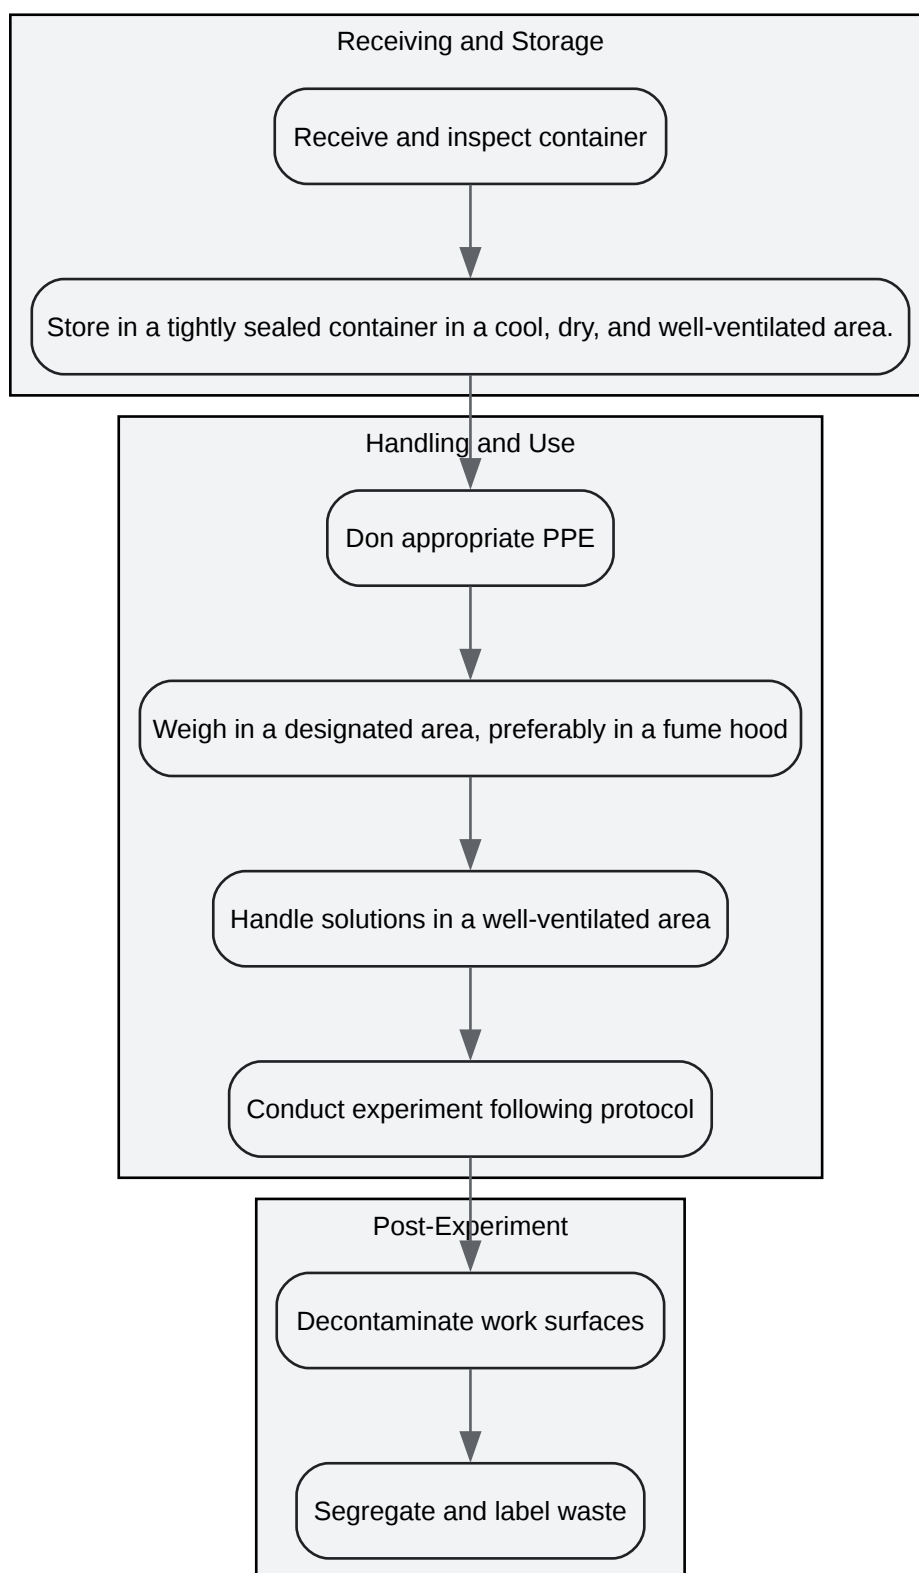 Receiving and Storage
Receive and inspect container
Store in a tightly sealed container in a cool, dry, and well-ventilated area.
Handling and Use
Don appropriate PPE
Weigh in a designated area, preferably in a fume hood
Handle solutions in a well-ventilated area
Conduct experiment following protocol
Post-Experiment
Decontaminate work surfaces
Segregate and label waste